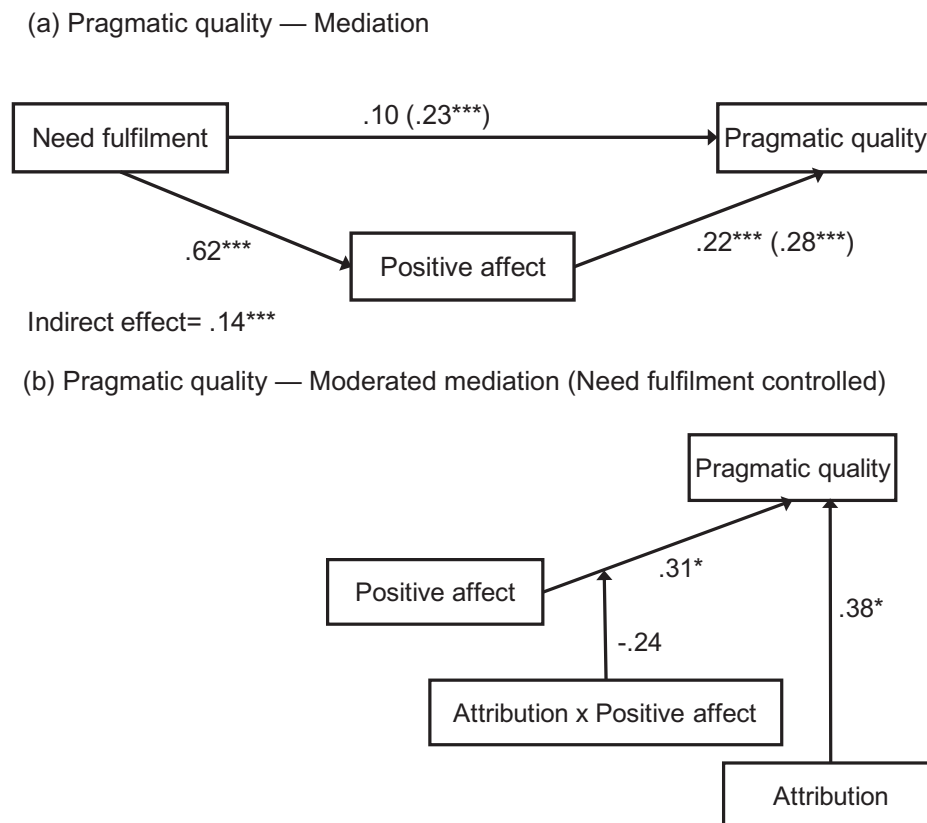 (a) Pragmatic quality — Mediation
.10 (.23***)
Need fulfilment
Pragmatic quality
.62***
.22*** (.28***)
Positive affect
Indirect effect= .14***
(b) Pragmatic quality — Moderated mediation (Need fulfilment controlled)
Pragmatic quality
.31*
Positive affect
.38*
-.24
Attribution x Positive affect
Attribution